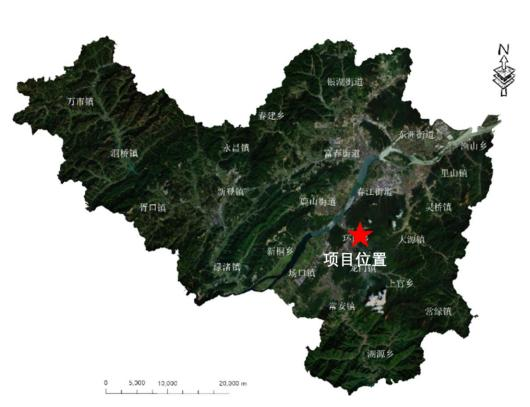 N
银湖街道
万市镇
春建乡
东洲街道
永昌镇
富春街道
渔山乡
洞桥镇
里山镇
新登镇
春江街道
胥口镇
鹿山街道
灵桥镇
环
大源镇
新桐乡
项目位置
渌渚镇
场口镇
龙门镇
上官乡
常安镇
常绿镇
湖源乡
0 5,000 10,000 20,000 m